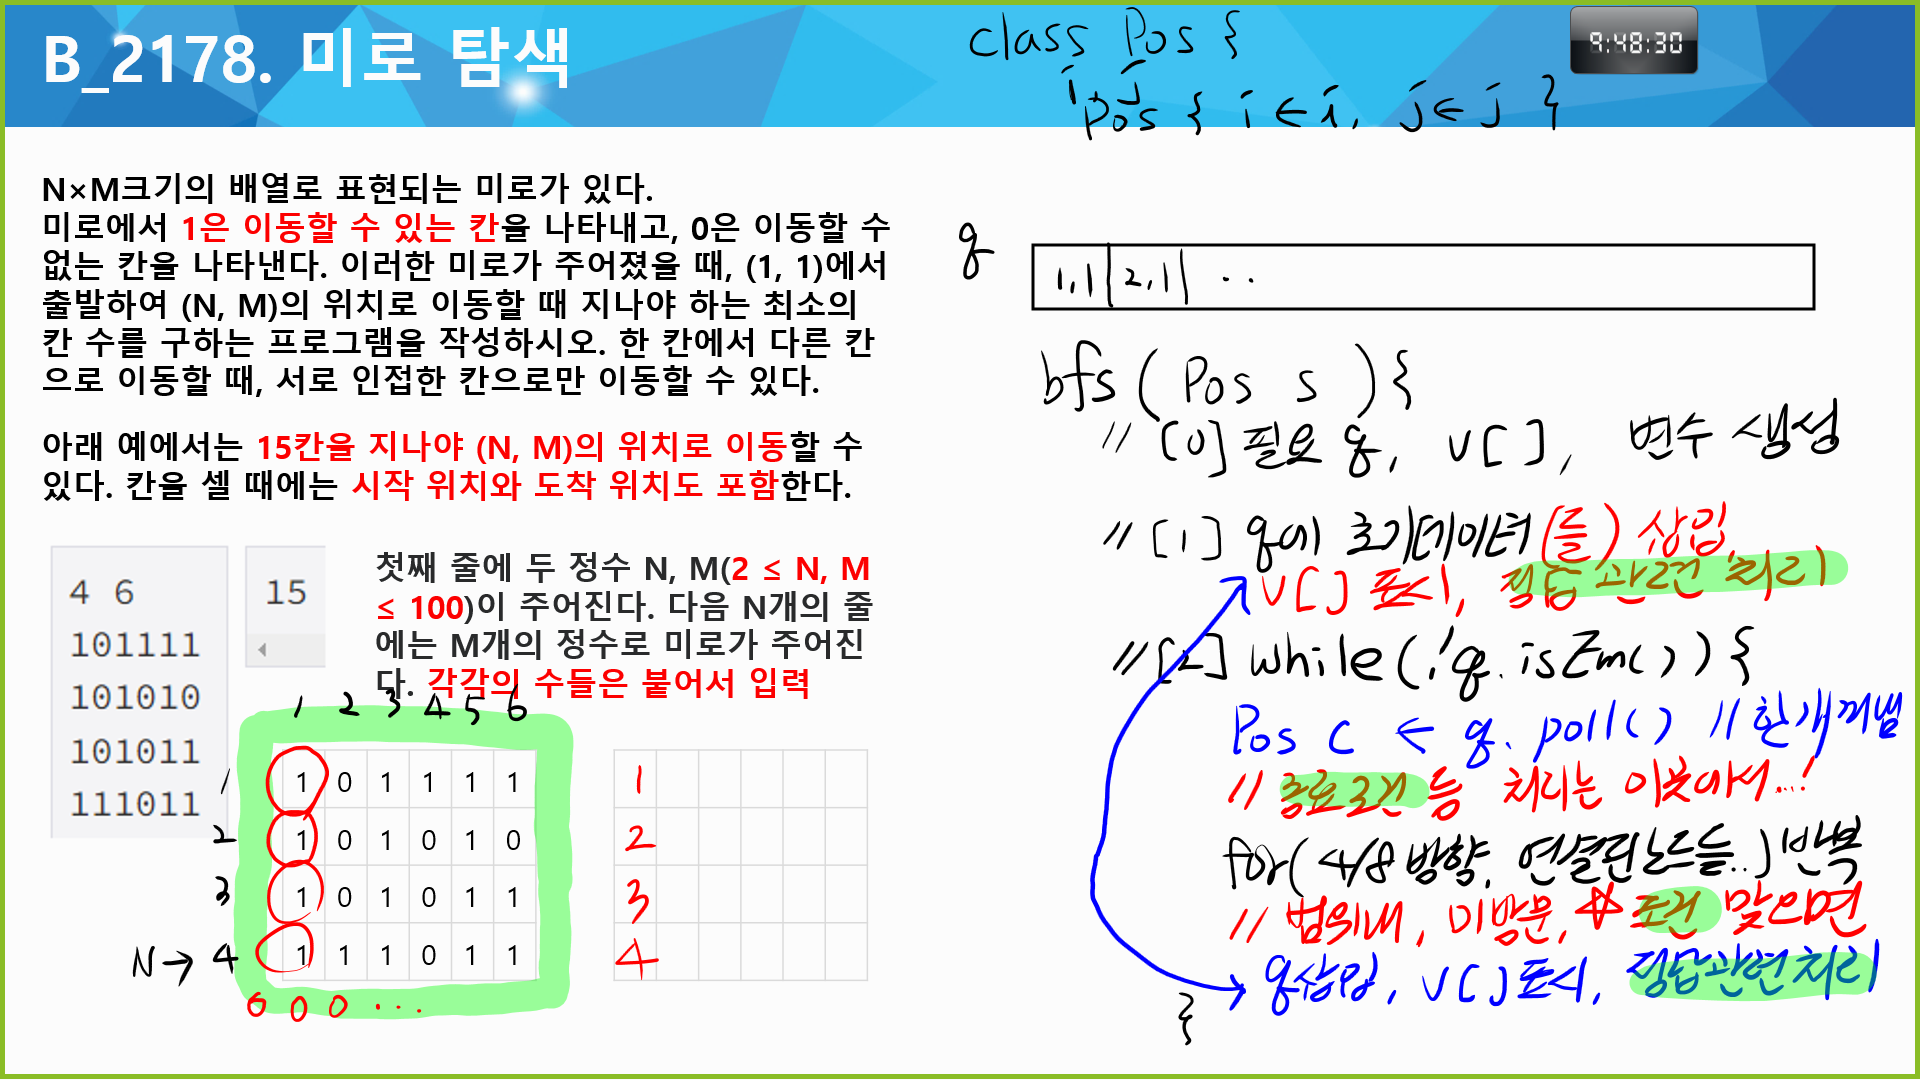 B_2178. 미로 탐색
class Pos {
i j
Pos { i ← i, j ← j }
9:48:30
N×M크기의 배열로 표현되는 미로가 있다.
미로에서 1은 이동할 수 있는 칸을 나타내고, 0은 이동할 수
없는 칸을 나타낸다. 이러한 미로가 주어졌을 때, (1, 1)에서
출발하여 (N, M)의 위치로 이동할 때 지나야 하는 최소의
칸 수를 구하는 프로그램을 작성하시오. 한 칸에서 다른 칸
으로 이동할 때, 서로 인접한 칸으로만 이동할 수 있다.
아래 예에서는 15칸을 지나야 (N, M)의 위치로 이동할 수
있다. 칸을 셀 때에는 시작 위치와 도착 위치도 포함한다.
4 6
101111
101010
101011
111011
15
첫째 줄에 두 정수 N, M(2 ≤ N, M
≤ 100)이 주어진다. 다음 N개의 줄
에는 M개의 정수로 미로가 주어진
다. 각각의 수들은 붙어서 입력
1 2 3 4 5 6
1 1 0 1 1 1 1
2 1 0 1 0 1 0
3 1 0 1 0 1 1
N → 4 1 1 1 0 1 1
0 0 0 ...
1
2
3
4
q
1,1 2,1 ..
bfs ( Pos s ) {
// [0] 필요 q, v[ ], 변수 생성
// [1] q에 초기데이터(들) 삽입,
v[ ] 표시, 정답 관련 처리
// [2] while(!q.isEm()) {
Pos c ← q.poll() // 한개꺼냄
// 종료조건 등 처리는 이곳에서...!
for( 4/8 방향, 연결된노드들..) 반복
// 범위내, 미방문, ☆ 조건 맞으면
q삽입, v[ ]표시, 정답관련처리
}